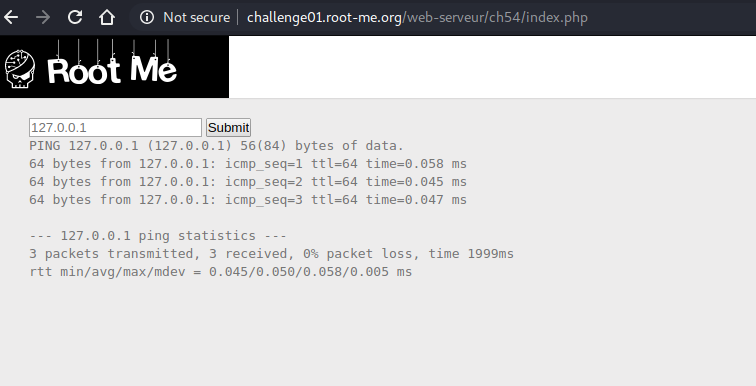 Not secure challenge01.root-me.org/web-serveur/ch54/index.php
Root Me
127.0.0.1 Submit
PING 127.0.0.1 (127.0.0.1) 56(84) bytes of data.
64 bytes from 127.0.0.1: icmp_seq=1 ttl=64 time=0.058 ms
64 bytes from 127.0.0.1: icmp_seq=2 ttl=64 time=0.045 ms
64 bytes from 127.0.0.1: icmp_seq=3 ttl=64 time=0.047 ms
--- 127.0.0.1 ping statistics ---
3 packets transmitted, 3 received, 0% packet loss, time 1999ms
rtt min/avg/max/mdev = 0.045/0.050/0.058/0.005 ms